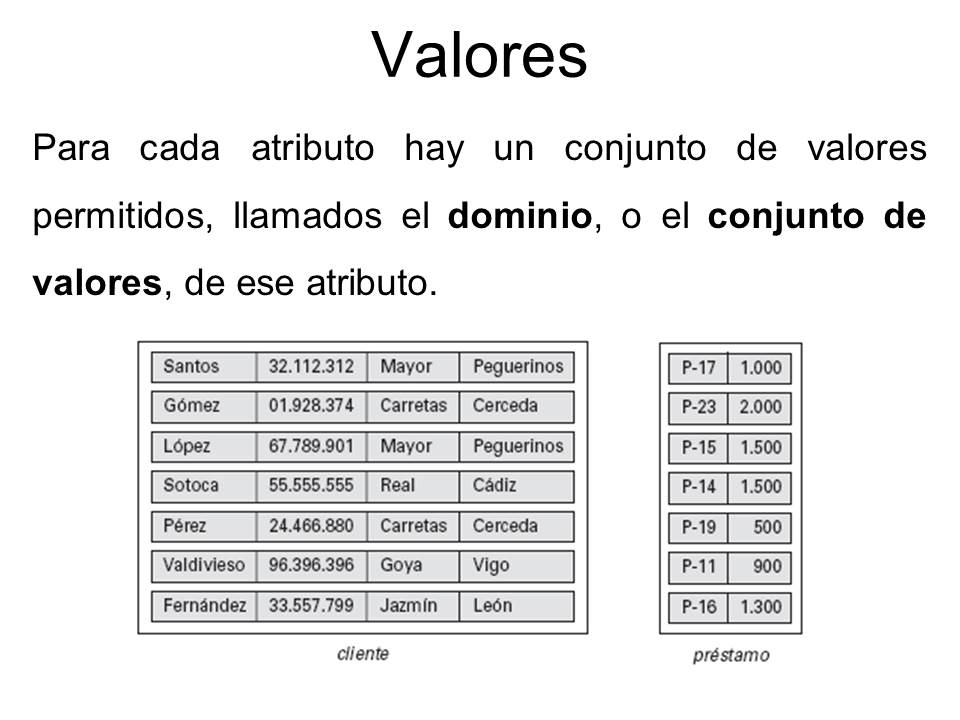 Valores
Para cada atributo hay un conjunto de valores
permitidos, llamados el dominio, o el conjunto de
valores, de ese atributo.
Santos 32.112.312 Mayor Peguerinos
Gómez 01.928.374 Carretas Cerceda
López 67.789.901 Mayor Peguerinos
Sotoca 55.555.555 Real Cádiz
Pérez 24.466.880 Carretas Cerceda
Valdivieso 96.396.396 Goya Vigo
Fernández 33.557.799 Jazmín León
cliente
P-17 1.000
P-23 2.000
P-15 1.500
P-14 1.500
P-19 500
P-11 900
P-16 1.300
préstamo